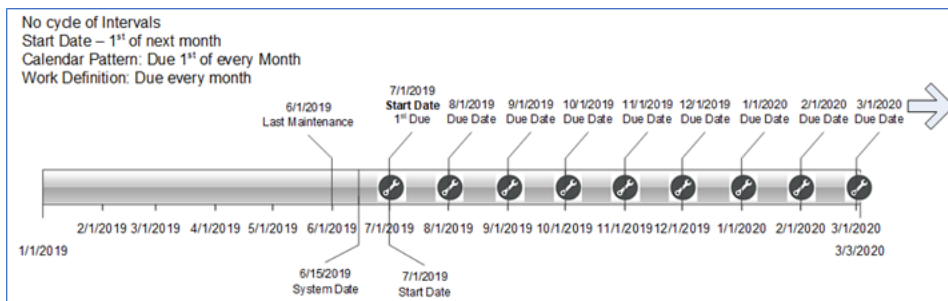 No cycle of Intervals
Start Date – 1st of next month
Calendar Pattern: Due 1st of every Month
Work Definition: Due every month
6/1/2019
Last Maintenance
7/1/2019
Start Date
1st Due
8/1/2019
Due Date
9/1/2019
Due Date
10/1/2019
Due Date
11/1/2019
Due Date
12/1/2019
Due Date
1/1/2020
Due Date
2/1/2020
Due Date
3/1/2020
Due Date
1/1/2019
2/1/2019
3/1/2019
4/1/2019
5/1/2019
6/1/2019
7/1/2019
8/1/2019
9/1/2019
10/1/2019
11/1/2019
12/1/2019
1/1/2020
2/1/2020
3/1/2020
3/3/2020
6/15/2019
System Date
7/1/2019
Start Date